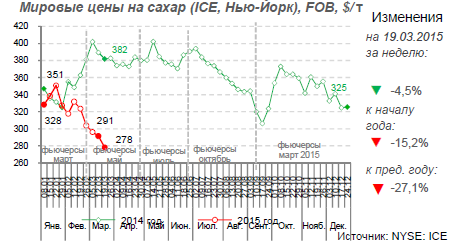 Мировые цены на сахар (ICE, Нью-Йорк), FOB, $/т
Изменения
на 19.03.2015
за неделю:
-4,5%
к началу
года:
-15,2%
к пред. году:
-27,1%
420
400
380
360
340
320
300
280
260
351
328
382
291
278
325
фьючерсы
март
фьючерсы
май
фьючерсы
июль
фьючерсы
октябрь
фьючерсы
март 2015
Янв. Фев. Мар. Апр. Май. Июн. Июл. Авг. Сен. Окт. Нояб. Дек.
2014 год
2015 год
Источник: NYSE: ICE